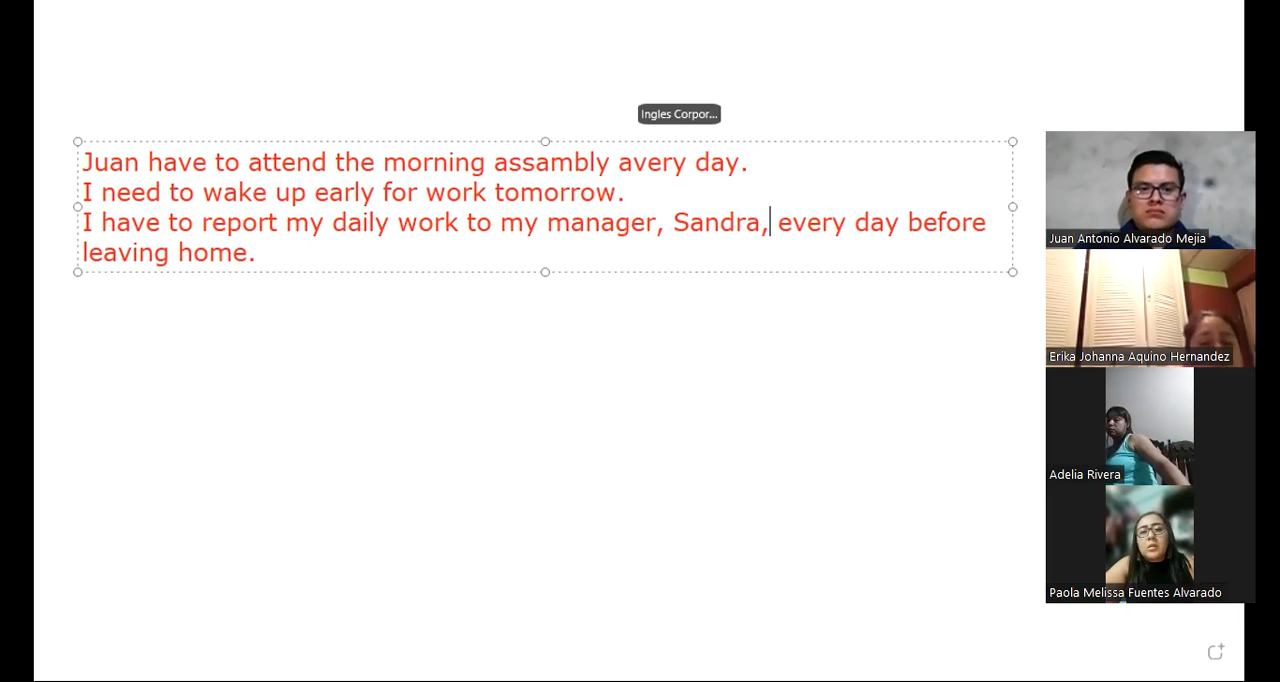 Ingles Corpor...
Juan have to attend the morning assambly avery day.
I need to wake up early for work tomorrow.
I have to report my daily work to my manager, Sandra, every day before
leaving home.
Juan Antonio Alvarado Mejia
Erika Johanna Aquino Hernandez
Adelia Rivera
Paola Melissa Fuentes Alvarado